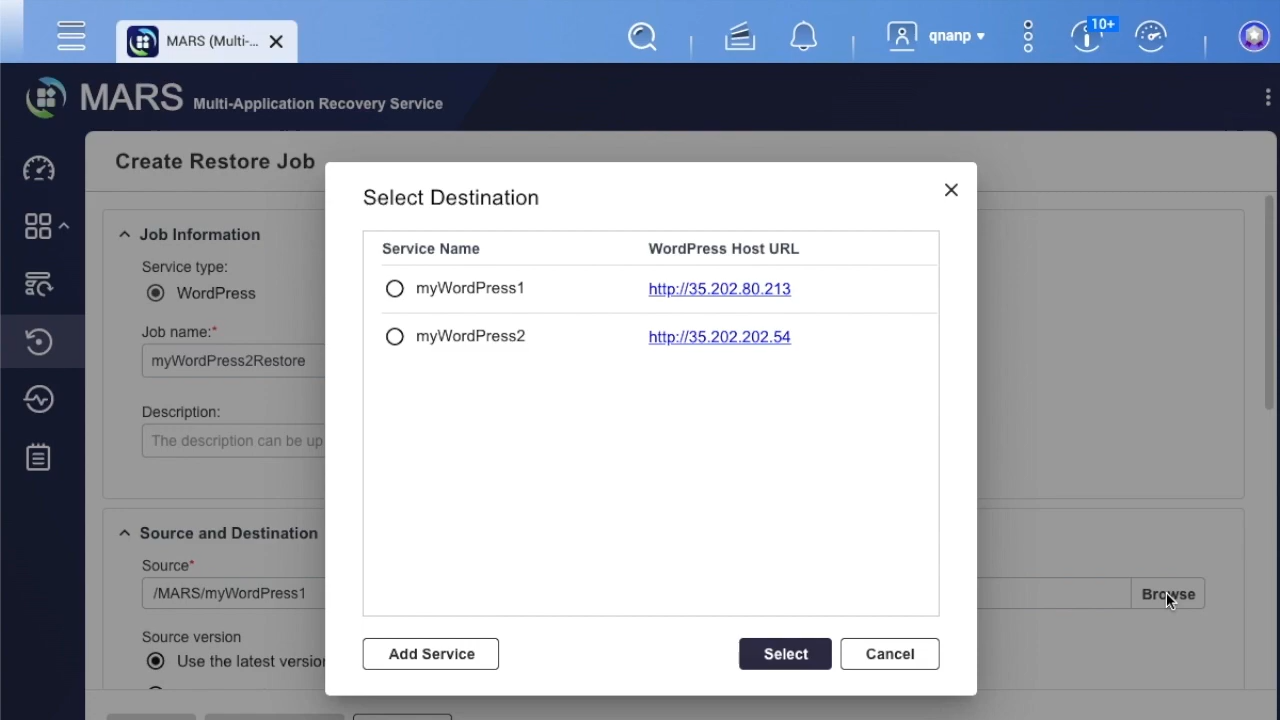 MARS (Multi-...
qnanp
10+
MARS Multi-Application Recovery Service
Create Restore Job
Job Information
Service type:
WordPress
Job name:*
myWordPress2Restore
Description:
The description can be up
Source and Destination
Source*
/MARS/myWordPress1
Browse
Source version
Use the latest version
Select Destination
Service Name WordPress Host URL
myWordPress1 http://35.202.80.213
myWordPress2 http://35.202.202.54
Add Service Select Cancel